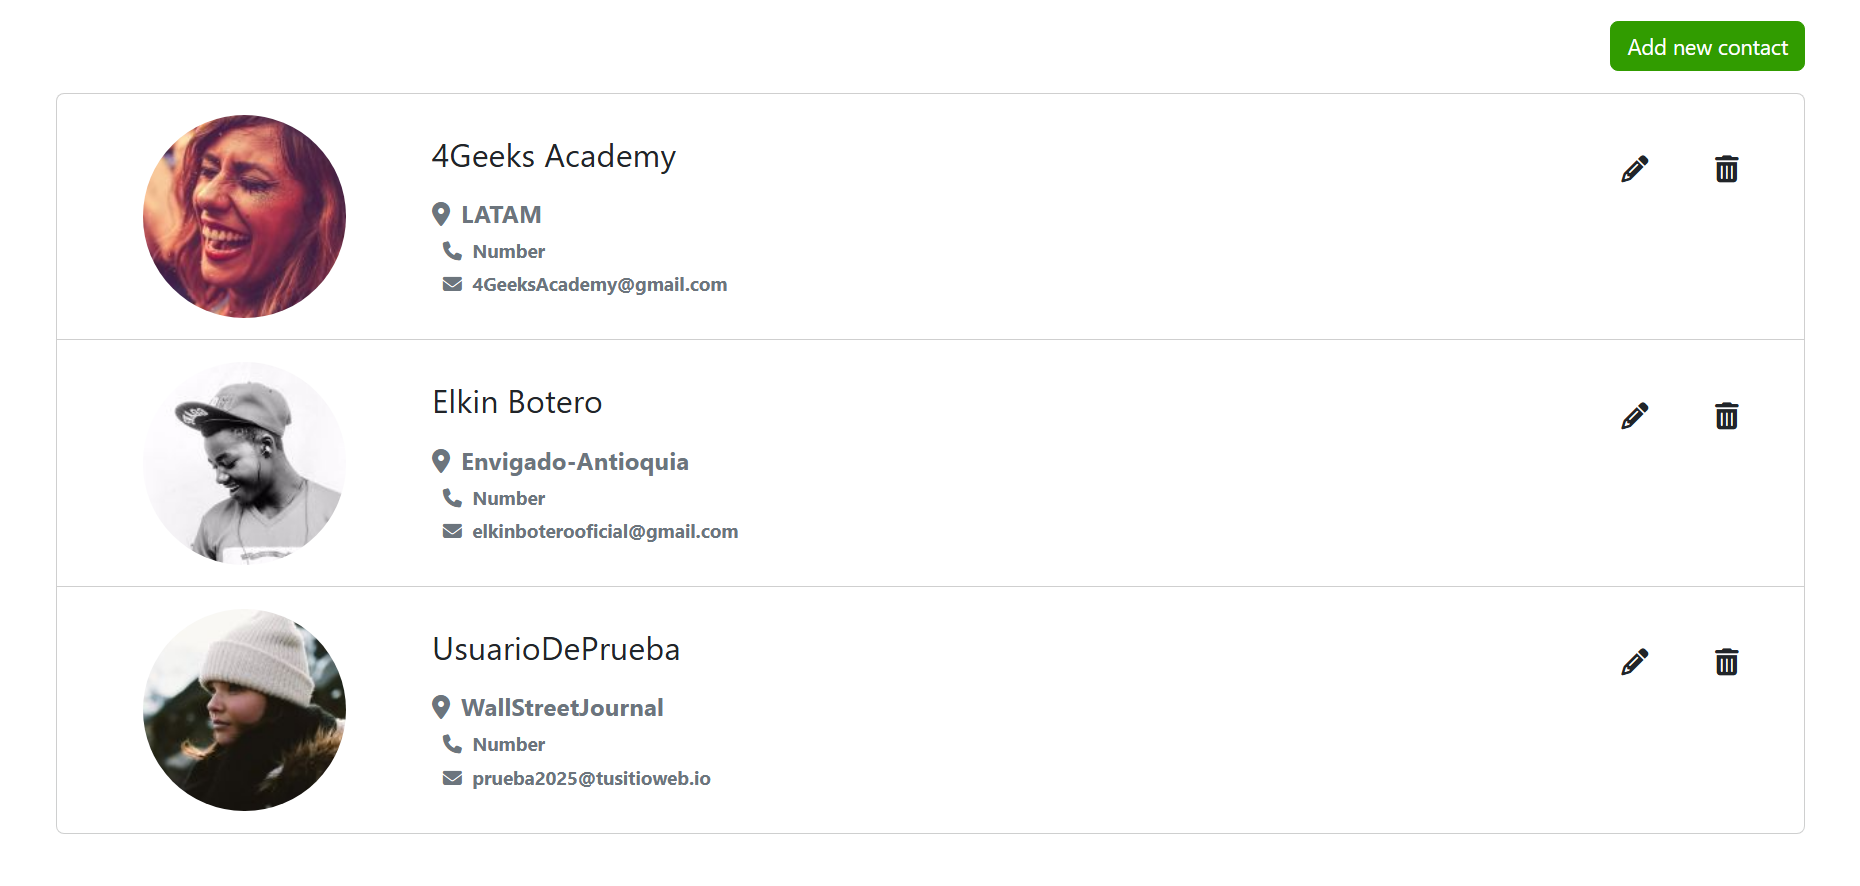 Add new contact
4Geeks Academy
LATAM
Number
4GeeksAcademy@gmail.com
Elkin Botero
Envigado-Antioquia
Number
elkinboterooficial@gmail.com
UsuarioDePrueba
WallStreetJournal
Number
prueba2025@tusitioweb.io